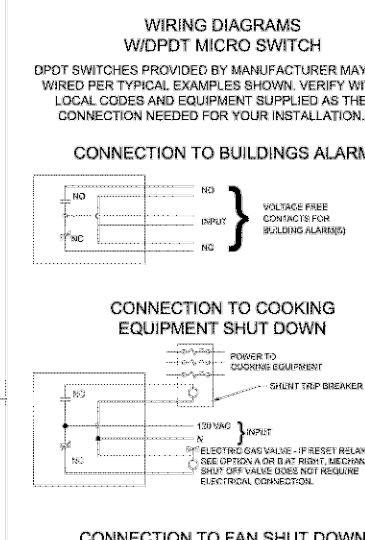 WIRING DIAGRAMS
W/DPDT MICRO SWITCH
DPDT SWITCHES PROVIDED BY MANUFACTURER MAY
WIRED PER TYPICAL EXAMPLES SHOWN. VERIFY WI
LOCAL CODES AND EQUIPMENT SUPPLIED AS THE
CONNECTION NEEDED FOR YOUR INSTALLATION.
CONNECTION TO BUILDINGS ALARM
NO
NC
NO
INPUT
NC
VOLTAGE FREE
CONTACTS FOR
BUILDING ALARM(S)
CONNECTION TO COOKING
EQUIPMENT SHUT DOWN
POWER TO
COOKING EQUIPMENT
SHUNT TRIP BREAKER
NO
NC
120 VAC
N
INPUT
ELECTRIC GAS VALVE - IF RESET RELAY
SEE OPTION A OR B AT RIGHT, MECHAN
SHUT OFF VALVE DOES NOT REQUIRE
ELECTRICAL CONNECTION.
CONNECTION TO FAN SHUT DOWN